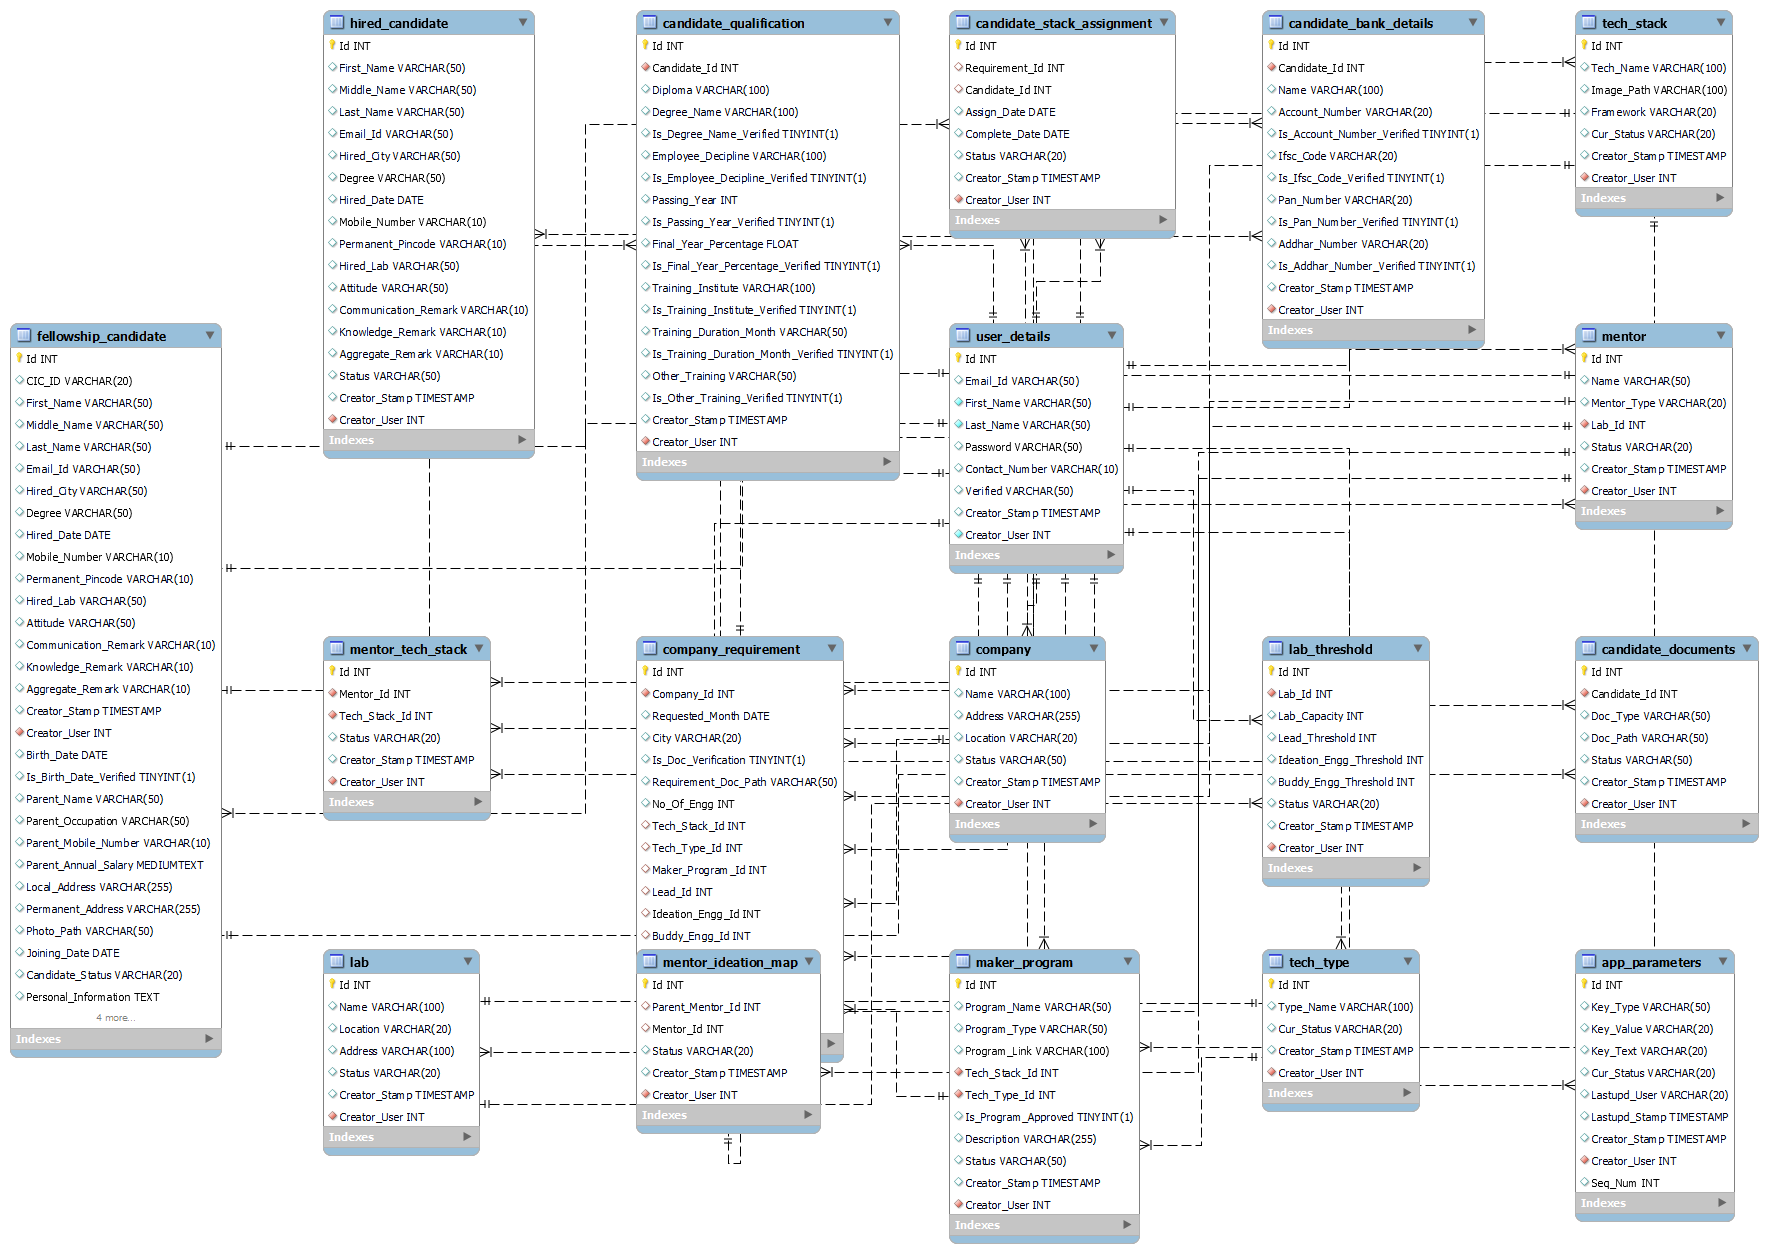 hired_candidate
Id INT
First_Name VARCHAR(50)
Middle_Name VARCHAR(50)
Last_Name VARCHAR(50)
Email_Id VARCHAR(50)
Hired_City VARCHAR(50)
Degree VARCHAR(50)
Hired_Date DATE
Mobile_Number VARCHAR(10)
Permanent_Pincode VARCHAR(10)
Hired_Lab VARCHAR(50)
Attitude VARCHAR(50)
Communication_Remark VARCHAR(10)
Knowledge_Remark VARCHAR(10)
Aggregate_Remark VARCHAR(10)
Status VARCHAR(50)
Creator_Stamp TIMESTAMP
Creator_User INT
Indexes
candidate_qualification
Id INT
Candidate_Id INT
Diploma VARCHAR(100)
Degree_Name VARCHAR(100)
Is_Degree_Name_Verified TINYINT(1)
Employee_Decipline VARCHAR(100)
Is_Employee_Decipline_Verified TINYINT(1)
Passing_Year INT
Is_Passing_Year_Verified TINYINT(1)
Final_Year_Percentage FLOAT
Is_Final_Year_Percentage_Verified TINYINT(1)
Training_Institute VARCHAR(100)
Is_Training_Institute_Verified TINYINT(1)
Training_Duration_Month VARCHAR(50)
Is_Training_Duration_Month_Verified TINYINT(1)
Other_Training VARCHAR(50)
Is_Other_Training_Verified TINYINT(1)
Creator_Stamp TIMESTAMP
Creator_User INT
Indexes
candidate_stack_assignment
Id INT
Requirement_Id INT
Candidate_Id INT
Assign_Date DATE
Complete_Date DATE
Status VARCHAR(20)
Creator_Stamp TIMESTAMP
Creator_User INT
Indexes
candidate_bank_details
Id INT
Candidate_Id INT
Name VARCHAR(100)
Account_Number VARCHAR(20)
Is_Account_Number_Verified TINYINT(1)
Ifsc_Code VARCHAR(20)
Is_Ifsc_Code_Verified TINYINT(1)
Pan_Number VARCHAR(20)
Is_Pan_Number_Verified TINYINT(1)
Addhar_Number VARCHAR(20)
Is_Addhar_Number_Verified TINYINT(1)
Creator_Stamp TIMESTAMP
Creator_User INT
Indexes
tech_stack
Id INT
Tech_Name VARCHAR(100)
Image_Path VARCHAR(100)
Framework VARCHAR(20)
Cur_Status VARCHAR(20)
Creator_Stamp TIMESTAMP
Creator_User INT
Indexes
fellowship_candidate
Id INT
CIC_ID VARCHAR(20)
First_Name VARCHAR(50)
Middle_Name VARCHAR(50)
Last_Name VARCHAR(50)
Email_Id VARCHAR(50)
Hired_City VARCHAR(50)
Degree VARCHAR(50)
Hired_Date DATE
Mobile_Number VARCHAR(10)
Permanent_Pincode VARCHAR(10)
Hired_Lab VARCHAR(50)
Attitude VARCHAR(50)
Communication_Remark VARCHAR(10)
Knowledge_Remark VARCHAR(10)
Aggregate_Remark VARCHAR(10)
Creator_Stamp TIMESTAMP
Creator_User INT
Birth_Date DATE
Is_Birth_Date_Verified TINYINT(1)
Parent_Name VARCHAR(50)
Parent_Occupation VARCHAR(50)
Parent_Mobile_Number VARCHAR(10)
Parent_Annual_Salary MEDIUMTEXT
Local_Address VARCHAR(255)
Permanent_Address VARCHAR(255)
Photo_Path VARCHAR(50)
Joining_Date DATE
Candidate_Status VARCHAR(20)
Personal_Information TEXT
4 more...
Indexes
user_details
Id INT
Email_Id VARCHAR(50)
First_Name VARCHAR(50)
Last_Name VARCHAR(50)
Password VARCHAR(50)
Contact_Number VARCHAR(10)
Verified VARCHAR(50)
Creator_Stamp TIMESTAMP
Creator_User INT
Indexes
mentor
Id INT
Name VARCHAR(50)
Mentor_Type VARCHAR(20)
Lab_Id INT
Status VARCHAR(20)
Creator_Stamp TIMESTAMP
Creator_User INT
Indexes
mentor_tech_stack
Id INT
Mentor_Id INT
Tech_Stack_Id INT
Status VARCHAR(20)
Creator_Stamp TIMESTAMP
Creator_User INT
Indexes
company_requirement
Id INT
Company_Id INT
Requested_Month DATE
City VARCHAR(20)
Is_Doc_Verification TINYINT(1)
Requirement_Doc_Path VARCHAR(50)
No_Of_Engg INT
Tech_Stack_Id INT
Tech_Type_Id INT
Maker_Program_Id INT
Lead_Id INT
Ideation_Engg_Id INT
Buddy_Engg_Id INT
company
Id INT
Name VARCHAR(100)
Address VARCHAR(255)
Location VARCHAR(20)
Status VARCHAR(50)
Creator_Stamp TIMESTAMP
Creator_User INT
Indexes
lab_threshold
Id INT
Lab_Id INT
Lab_Capacity INT
Lead_Threshold INT
Ideation_Engg_Threshold INT
Buddy_Engg_Threshold INT
Status VARCHAR(20)
Creator_Stamp TIMESTAMP
Creator_User INT
Indexes
candidate_documents
Id INT
Candidate_Id INT
Doc_Type VARCHAR(50)
Doc_Path VARCHAR(50)
Status VARCHAR(50)
Creator_Stamp TIMESTAMP
Creator_User INT
Indexes
lab
Id INT
Name VARCHAR(100)
Location VARCHAR(20)
Address VARCHAR(100)
Status VARCHAR(20)
Creator_Stamp TIMESTAMP
Creator_User INT
Indexes
mentor_ideation_map
Id INT
Parent_Mentor_Id INT
Mentor_Id INT
Status VARCHAR(20)
Creator_Stamp TIMESTAMP
Creator_User INT
Indexes
maker_program
Id INT
Program_Name VARCHAR(50)
Program_Type VARCHAR(50)
Program_Link VARCHAR(100)
Tech_Stack_Id INT
Tech_Type_Id INT
Is_Program_Approved TINYINT(1)
Description VARCHAR(255)
Status VARCHAR(50)
Creator_Stamp TIMESTAMP
Creator_User INT
Indexes
tech_type
Id INT
Type_Name VARCHAR(100)
Cur_Status VARCHAR(20)
Creator_Stamp TIMESTAMP
Creator_User INT
Indexes
app_parameters
Id INT
Key_Type VARCHAR(50)
Key_Value VARCHAR(20)
Key_Text VARCHAR(20)
Cur_Status VARCHAR(20)
Lastupd_User VARCHAR(20)
Lastupd_Stamp TIMESTAMP
Creator_Stamp TIMESTAMP
Creator_User INT
Seq_Num INT
Indexes